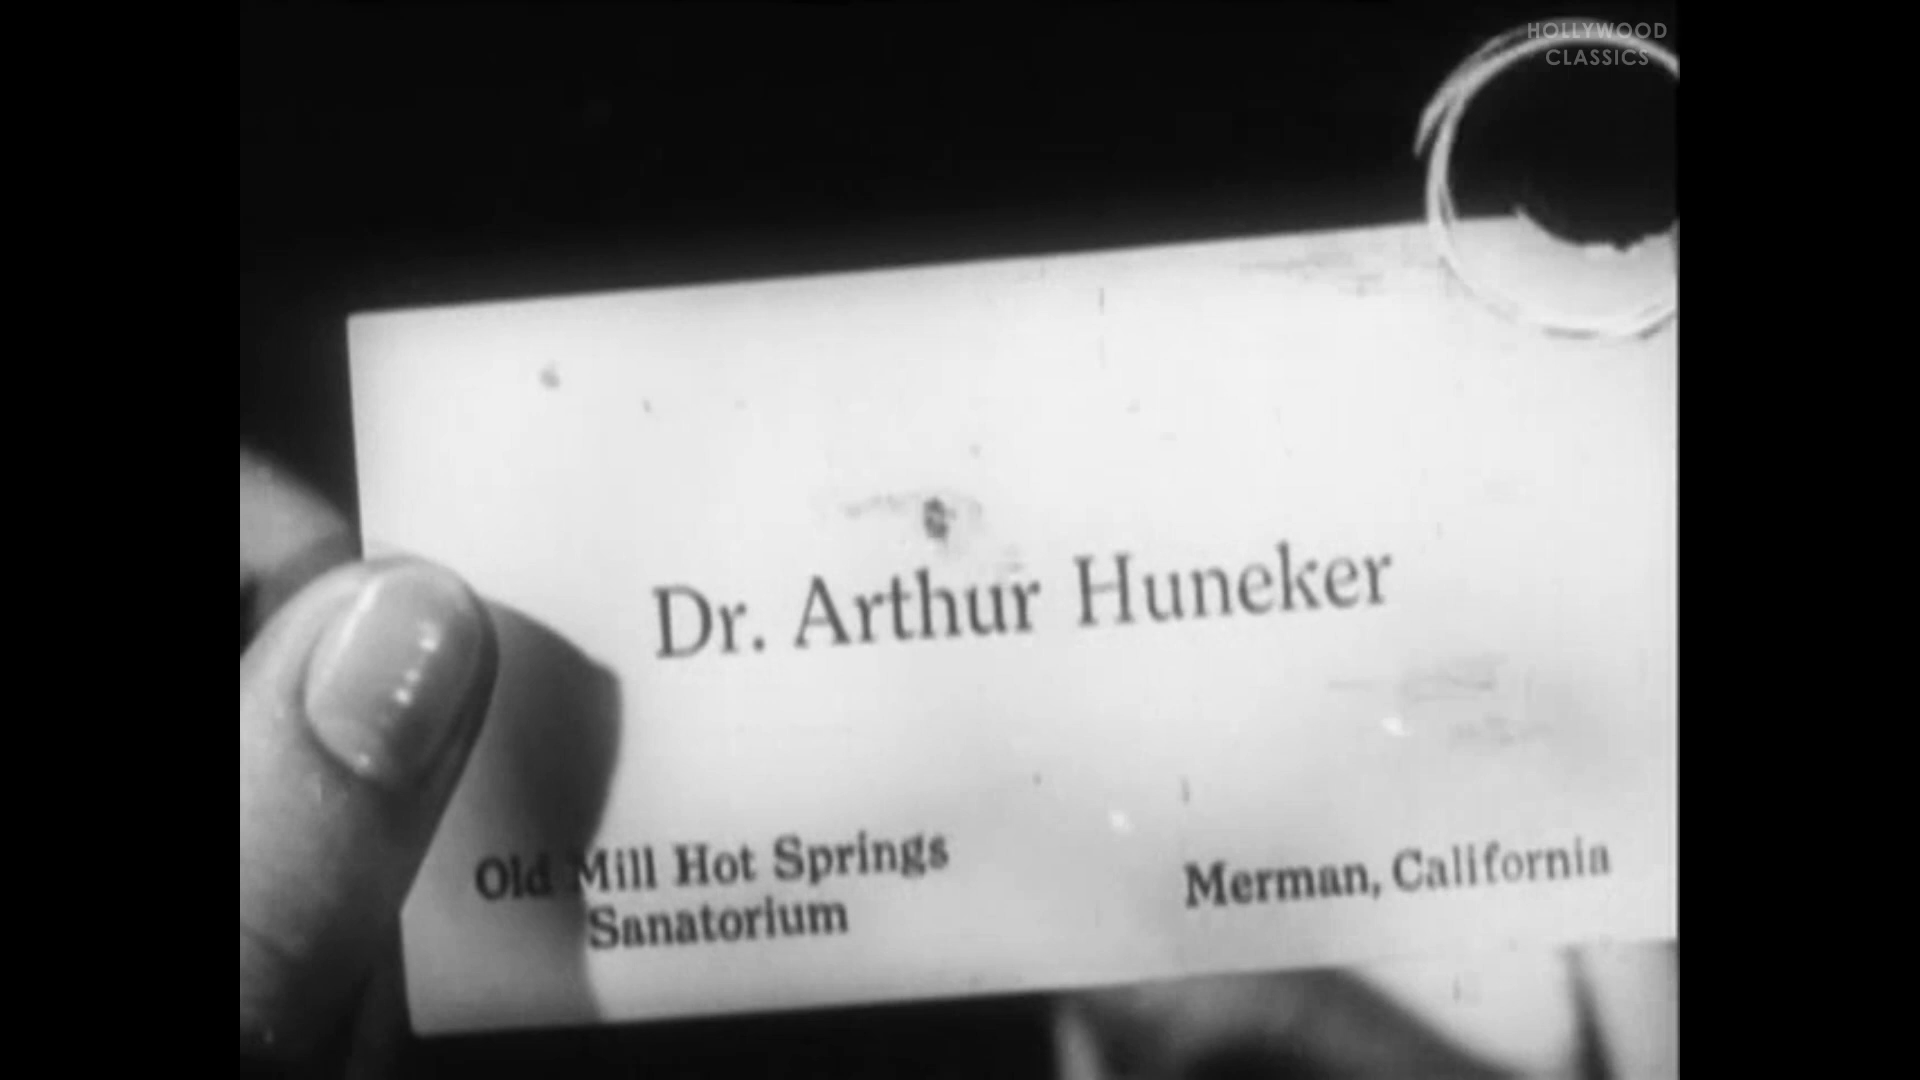 HOLLYWOOD
CLASSICS
Dr. Arthur Huneker
Old Mill Hot Springs
Sanatorium
Merman, California